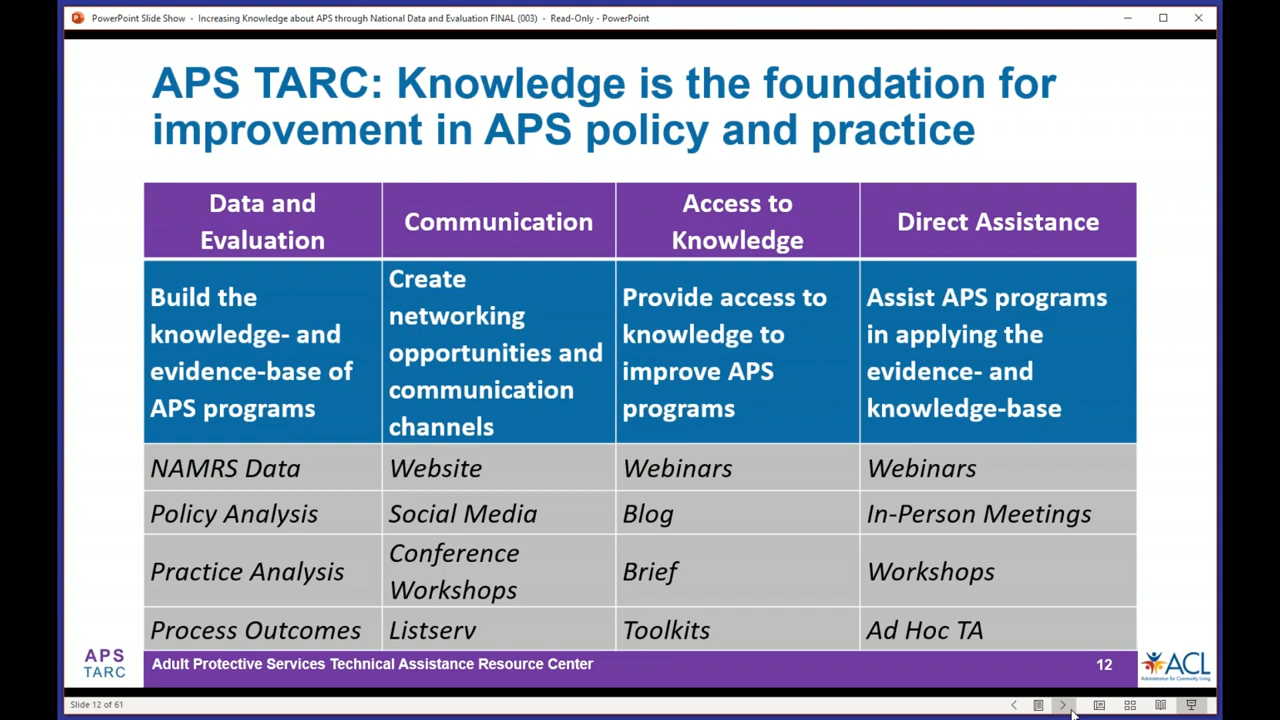 PowerPoint Slide Show - Increasing Knowledge about APS through National Data and Evaluation FINAL (003) - Read-Only - PowerPoint
APS TARC: Knowledge is the foundation for
improvement in APS policy and practice
Data and
Evaluation
Communication
Access to
Knowledge
Direct Assistance
Build the
knowledge- and
evidence-base of
APS programs
Create
networking
opportunities and
communication
channels
Provide access to
knowledge to
improve APS
programs
Assist APS programs
in applying the
evidence- and
knowledge-base
NAMRS Data
Website
Webinars
Webinars
Policy Analysis
Social Media
Blog
In-Person Meetings
Practice Analysis
Conference
Workshops
Brief
Workshops
Process Outcomes
Listserv
Toolkits
Ad Hoc TA
APS
TARC
Adult Protective Services Technical Assistance Resource Center
12
ACL
Administration for Community Living
Slide 12 of 61